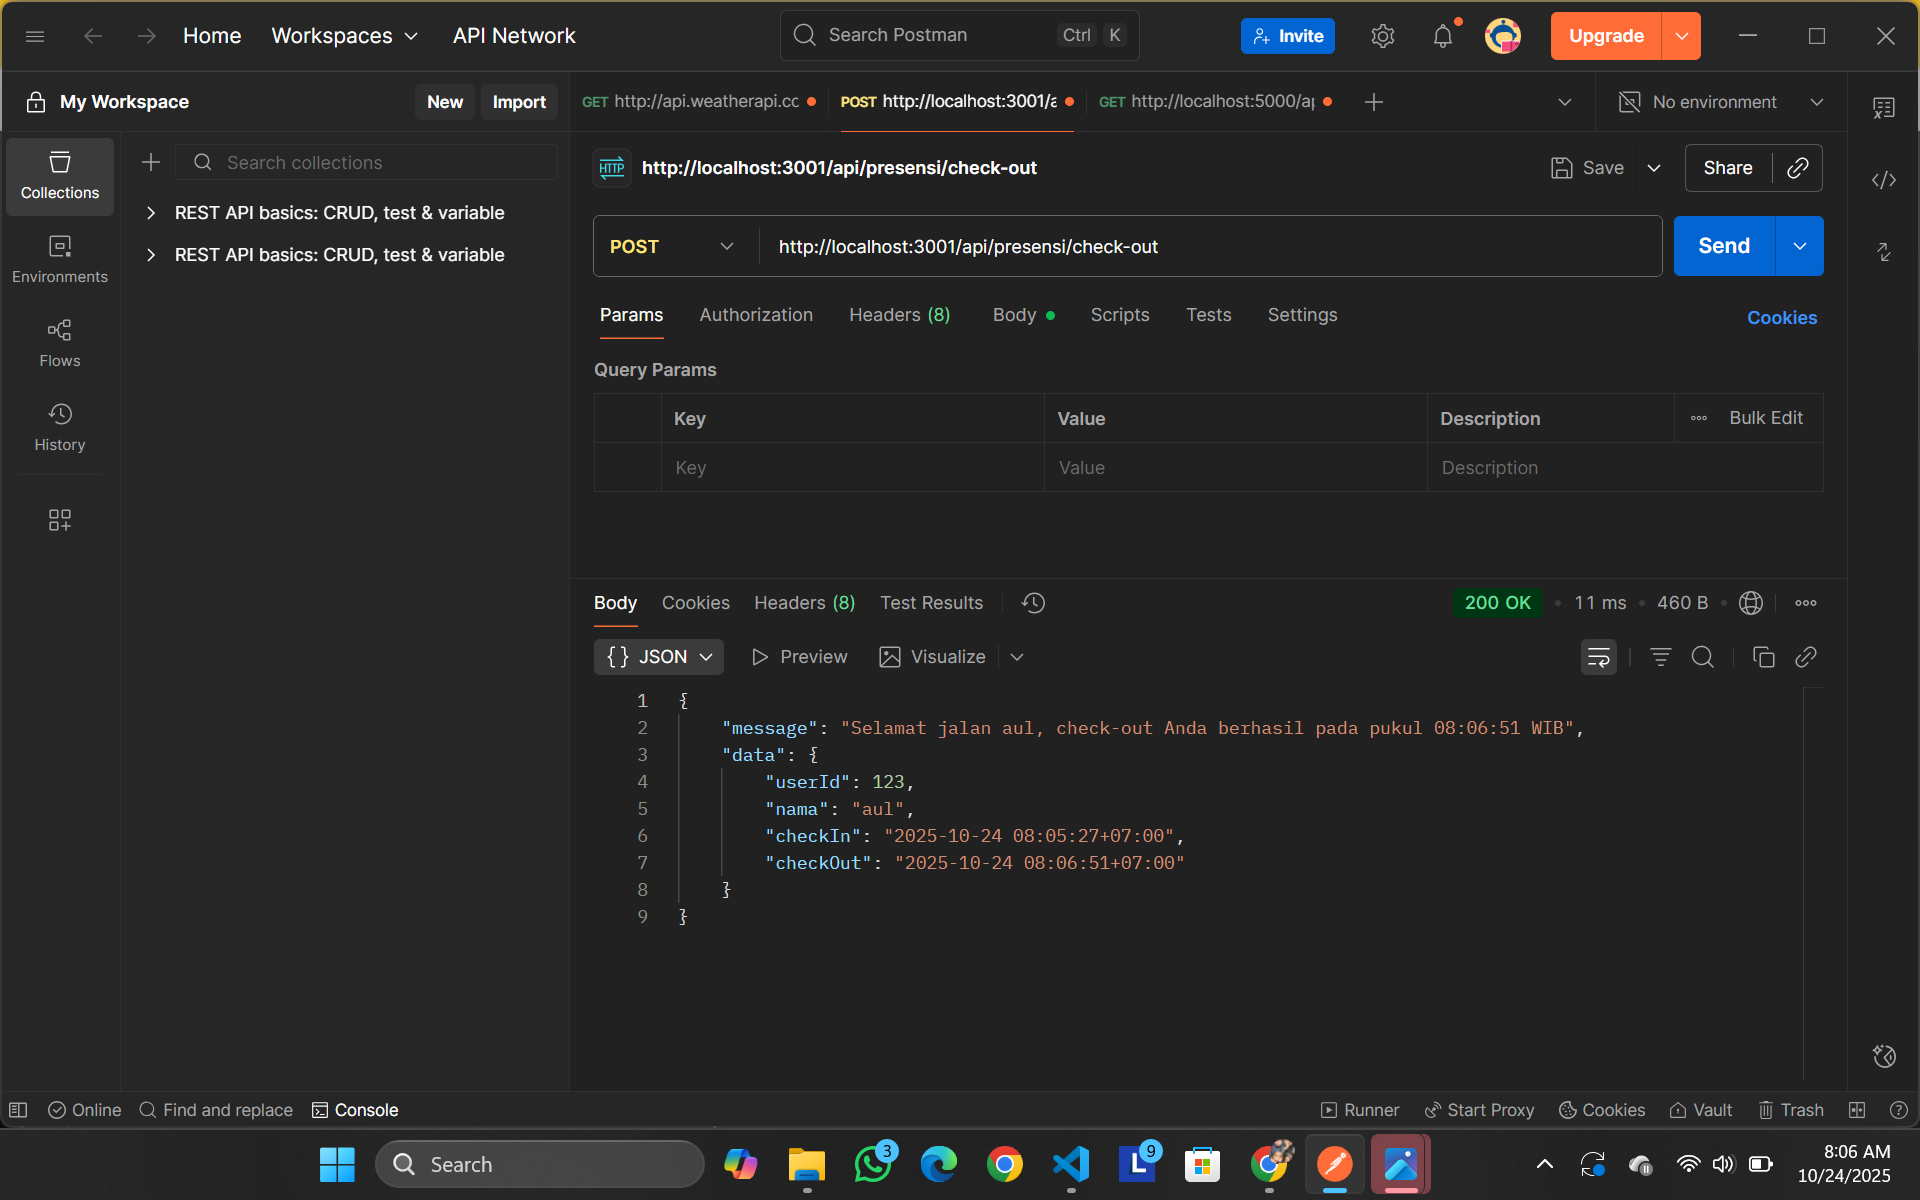 Home
Workspaces
API Network
Search Postman
Ctrl K
Invite
Upgrade
My Workspace
New
Import
GET http://api.weatherapi.cc
POST http://localhost:3001/a
GET http://localhost:5000/ap
No environment
Collections
Environments
Flows
History
Search collections
REST API basics: CRUD, test & variable
REST API basics: CRUD, test & variable
HTTP
http://localhost:3001/api/presensi/check-out
Save
Share
POST
http://localhost:3001/api/presensi/check-out
Send
Params
Authorization
Headers (8)
Body
Scripts
Tests
Settings
Cookies
Query Params
Key Value Description Bulk Edit
Key Value Description
Body
Cookies
Headers (8)
Test Results
200 OK
11 ms
460 B
{} JSON
Preview
Visualize
1 {
2 "message": "Selamat jalan aul, check-out Anda berhasil pada pukul 08:06:51 WIB",
3 "data": {
4 "userId": 123,
5 "nama": "aul",
6 "checkIn": "2025-10-24 08:05:27+07:00",
7 "checkOut": "2025-10-24 08:06:51+07:00"
8 }
9 }
Online
Find and replace
Console
Runner
Start Proxy
Cookies
Vault
Trash
Search
3
L
9
8:06 AM
10/24/2025